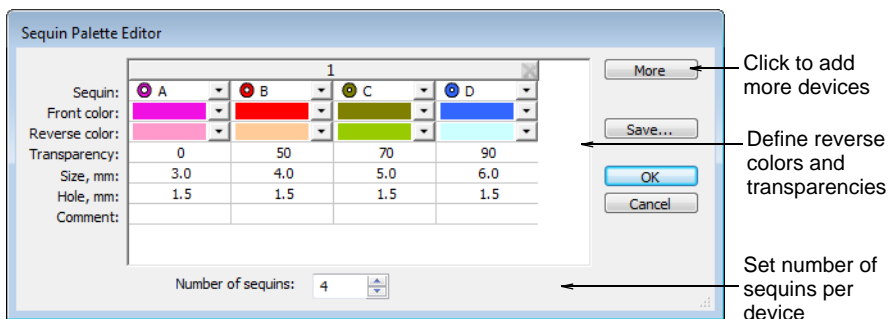 Sequin Palette Editor
1
Sequin: A B C D
Front color:
Reverse color:
Transparency: 0 50 70 90
Size, mm: 3.0 4.0 5.0 6.0
Hole, mm: 1.5 1.5 1.5 1.5
Comment:
Number of sequins: 4
More
Save...
OK
Cancel
Click to add
more devices
Define reverse
colors and
transparencies
Set number of
sequins per
device